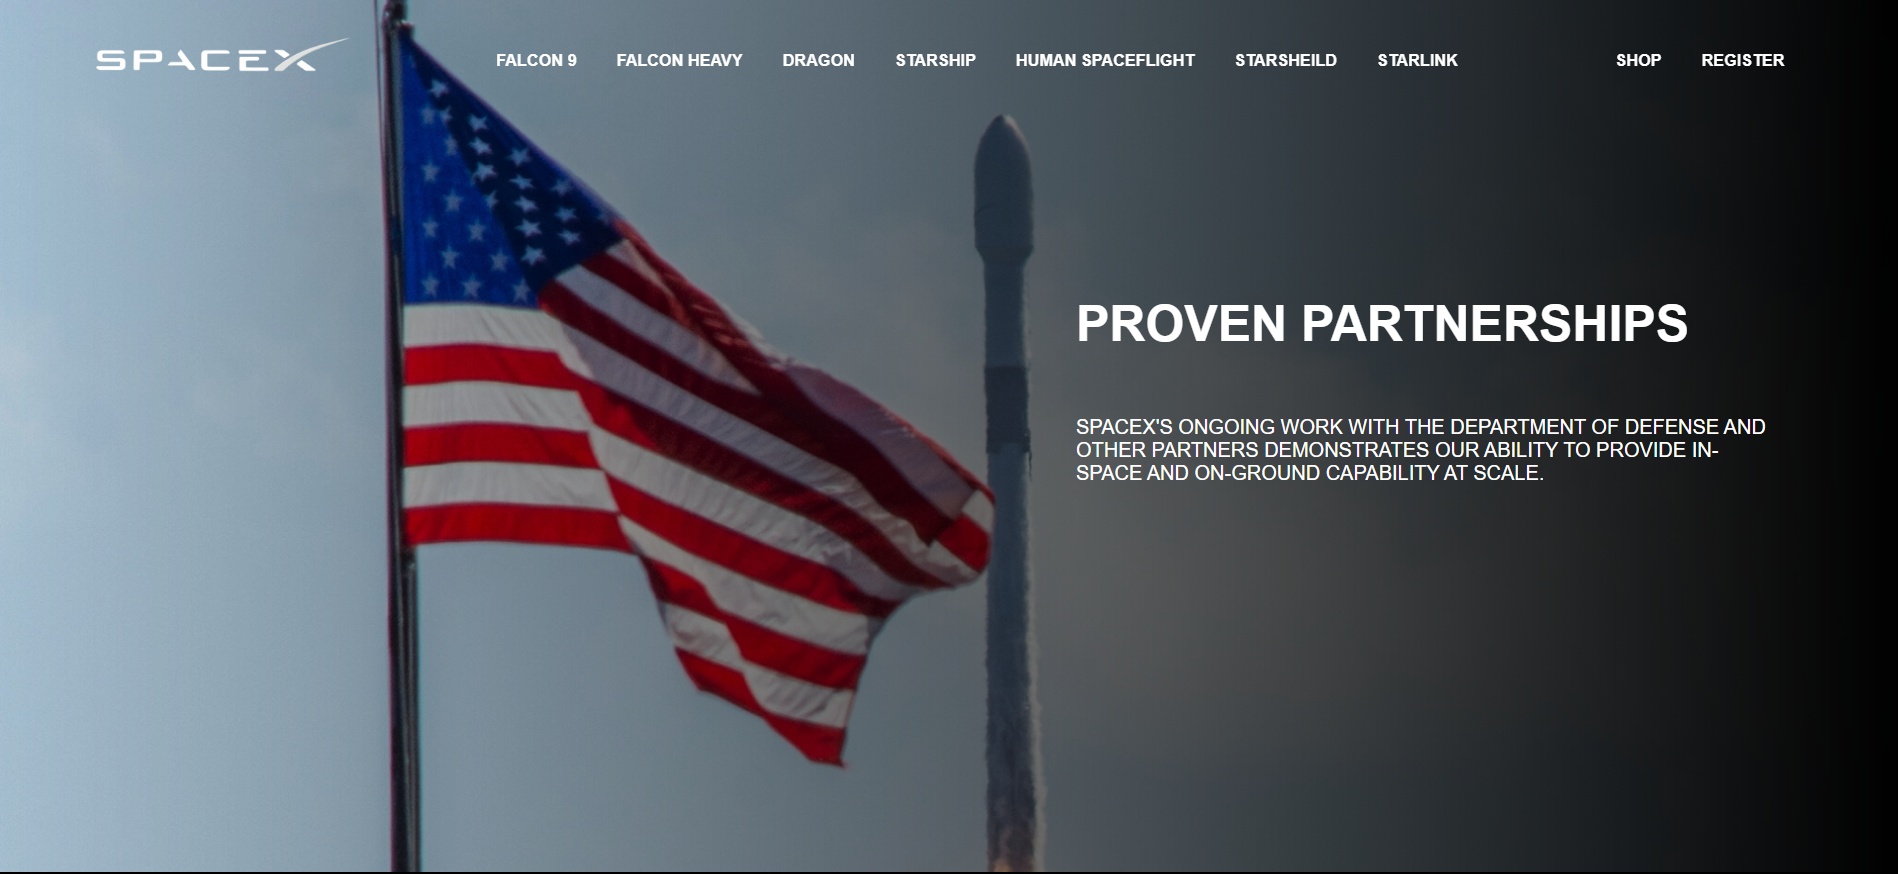 SPACEX
FALCON 9 FALCON HEAVY DRAGON STARSHIP HUMAN SPACEFLIGHT STARSHEILD STARLINK SHOP REGISTER
PROVEN PARTNERSHIPS
SPACEX'S ONGOING WORK WITH THE DEPARTMENT OF DEFENSE AND
OTHER PARTNERS DEMONSTRATES OUR ABILITY TO PROVIDE IN-
SPACE AND ON-GROUND CAPABILITY AT SCALE.